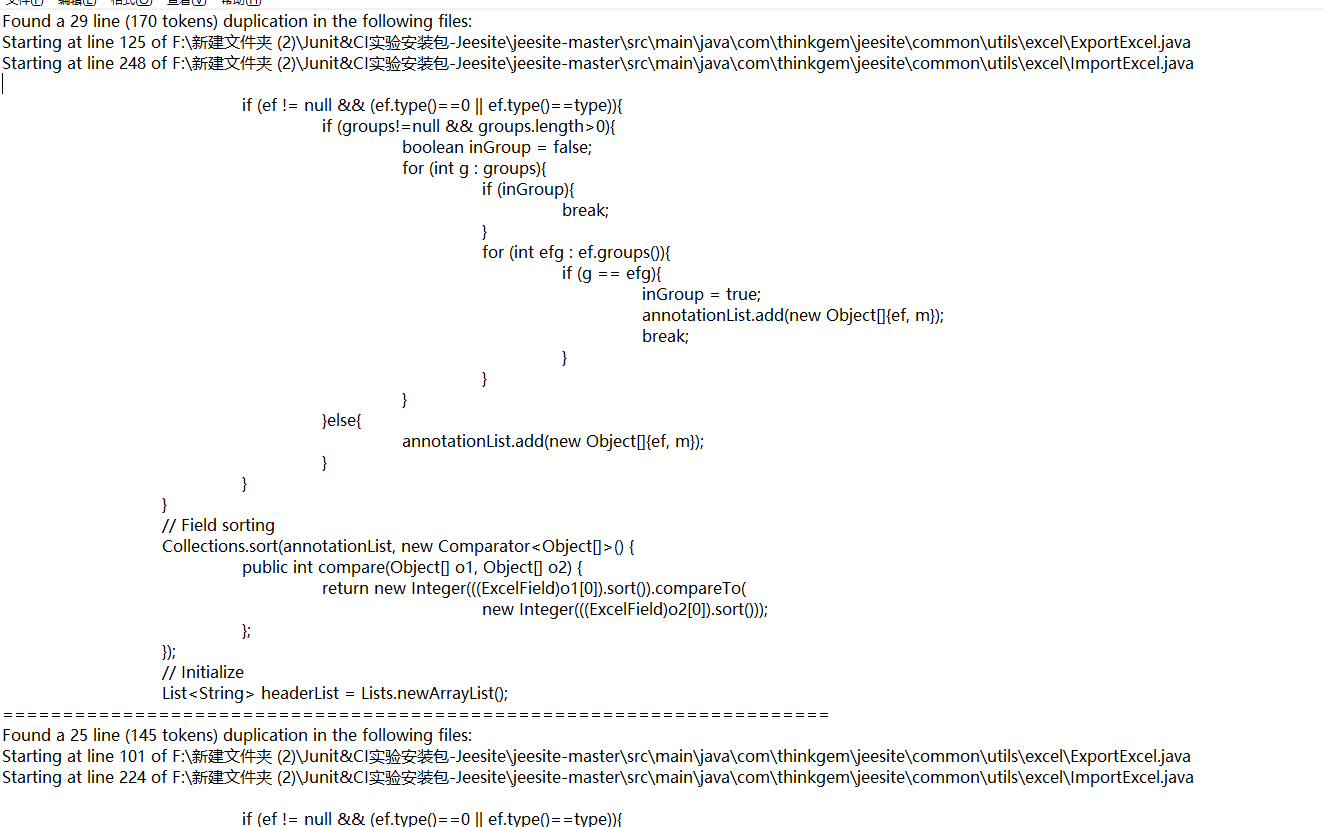 文件(F) 编辑(E) 格式(O) 查看(V) 帮助(H)
Found a 29 line (170 tokens) duplication in the following files:
Starting at line 125 of F:\新建文件夹 (2)\Junit&CI实验安装包-Jeesite\jeesite-master\src\main\java\com\thinkgem\jeesite\common\utils\excel\ExportExcel.java
Starting at line 248 of F:\新建文件夹 (2)\Junit&CI实验安装包-Jeesite\jeesite-master\src\main\java\com\thinkgem\jeesite\common\utils\excel\ImportExcel.java
if (ef != null && (ef.type()==0 || ef.type()==type)){
if (groups!=null && groups.length>0){
boolean inGroup = false;
for (int g : groups){
if (inGroup){
break;
}
for (int efg : ef.groups()){
if (g == efg){
inGroup = true;
annotationList.add(new Object[]{ef, m});
break;
}
}
}
}else{
annotationList.add(new Object[]{ef, m});
}
}
}
// Field sorting
Collections.sort(annotationList, new Comparator<Object[]>() {
public int compare(Object[] o1, Object[] o2) {
return new Integer(((ExcelField)o1[0]).sort()).compareTo(
new Integer(((ExcelField)o2[0]).sort()));
};
});
// Initialize
List<String> headerList = Lists.newArrayList();
=====================================================================
Found a 25 line (145 tokens) duplication in the following files:
Starting at line 101 of F:\新建文件夹 (2)\Junit&CI实验安装包-Jeesite\jeesite-master\src\main\java\com\thinkgem\jeesite\common\utils\excel\ExportExcel.java
Starting at line 224 of F:\新建文件夹 (2)\Junit&CI实验安装包-Jeesite\jeesite-master\src\main\java\com\thinkgem\jeesite\common\utils\excel\ImportExcel.java
if (ef != null && (ef.type()==0 || ef.type()==type)){